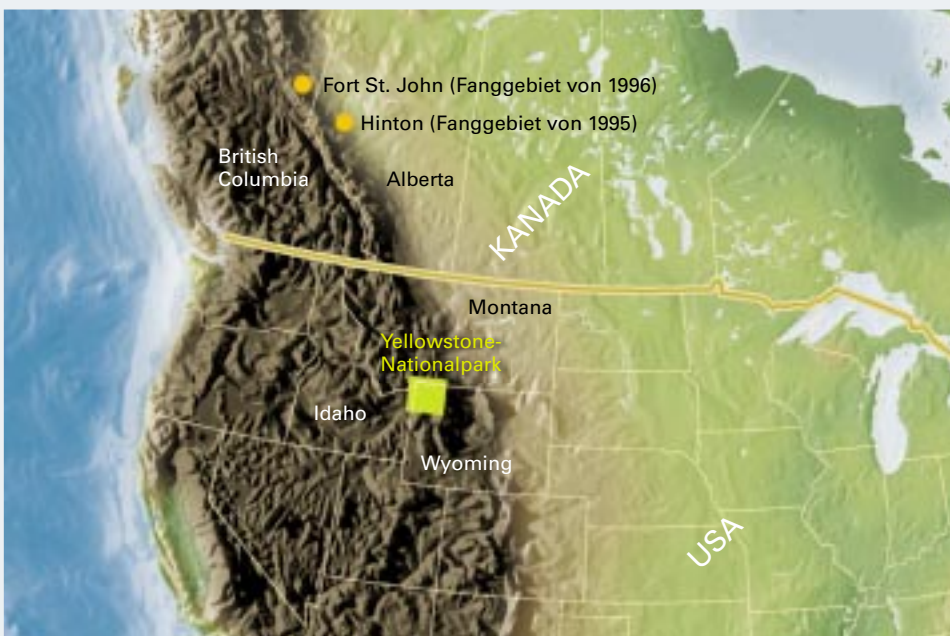 Fort St. John (Fanggebiet von 1996)
Hinton (Fanggebiet von 1995)
British
Columbia
Alberta
KANADA
Montana
Yellowstone-
Nationalpark
Idaho
Wyoming
USA